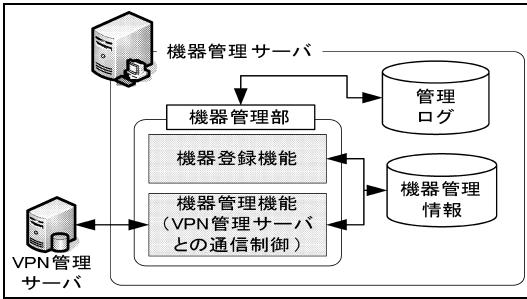 機器管理サーバ
管理
ログ
機器管理部
機器登録機能
機器管理機能
（VPN管理サーバ
との通信制御）
機器管理
情報
VPN管理
サーバ